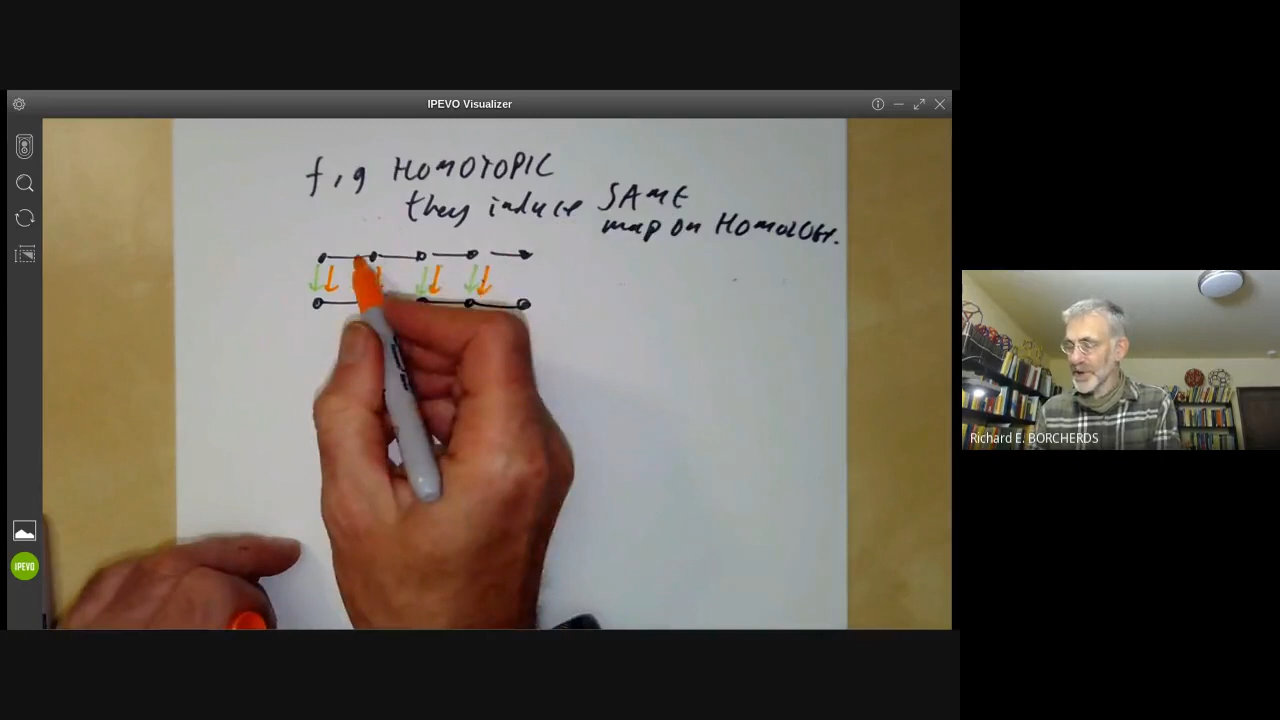 IPEVO Visualizer
f, g HOMOTOPIC
they induce SAME
map on HOMOLOGY.
IPEVO
Richard E. BORCHERDS